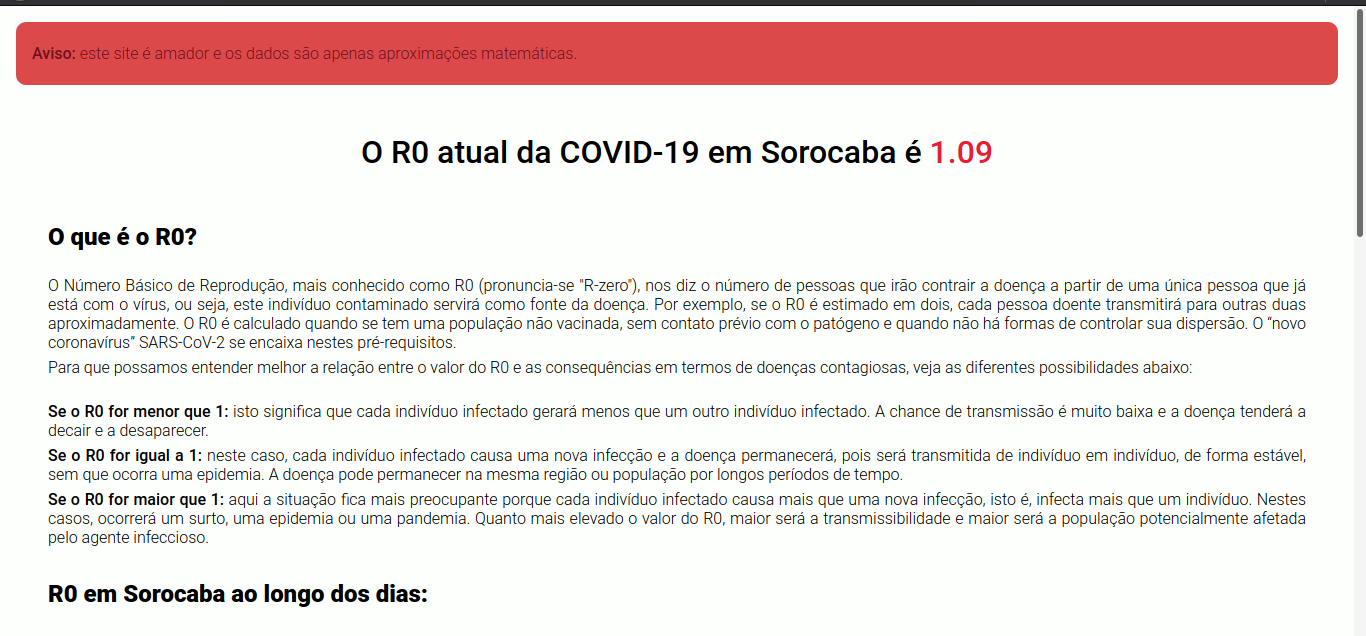 Aviso: este site é amador e os dados são apenas aproximações matemáticas.
O R0 atual da COVID-19 em Sorocaba é 1.09
O que é o R0?
O Número Básico de Reprodução, mais conhecido como R0 (pronuncia-se "R-zero"), nos diz o número de pessoas que irão contrair a doença a partir de uma única pessoa que já
está com o vírus, ou seja, este indivíduo contaminado servirá como fonte da doença. Por exemplo, se o R0 é estimado em dois, cada pessoa doente transmitirá para outras duas
aproximadamente. O R0 é calculado quando se tem uma população não vacinada, sem contato prévio com o patógeno e quando não há formas de controlar sua dispersão. O “novo
coronavírus” SARS-CoV-2 se encaixa nestes pré-requisitos.
Para que possamos entender melhor a relação entre o valor do R0 e as consequências em termos de doenças contagiosas, veja as diferentes possibilidades abaixo:
Se o R0 for menor que 1: isto significa que cada indivíduo infectado gerará menos que um outro indivíduo infectado. A chance de transmissão é muito baixa e a doença tenderá a
decair e a desaparecer.
Se o R0 for igual a 1: neste caso, cada indivíduo infectado causa uma nova infecção e a doença permanecerá, pois será transmitida de indivíduo em indivíduo, de forma estável,
sem que ocorra uma epidemia. A doença pode permanecer na mesma região ou população por longos períodos de tempo.
Se o R0 for maior que 1: aqui a situação fica mais preocupante porque cada indivíduo infectado causa mais que uma nova infecção, isto é, infecta mais que um indivíduo. Nestes
casos, ocorrerá um surto, uma epidemia ou uma pandemia. Quanto mais elevado o valor do R0, maior será a transmissibilidade e maior será a população potencialmente afetada
pelo agente infeccioso.
R0 em Sorocaba ao longo dos dias: